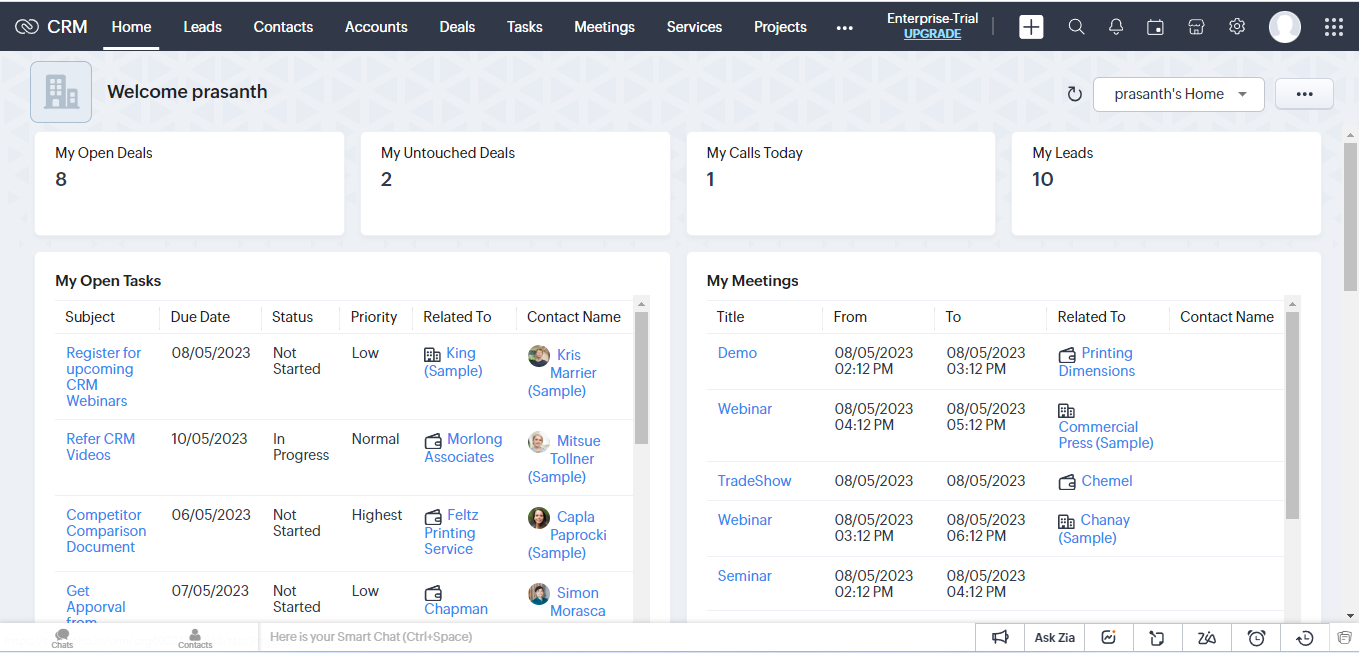 CRM Home Leads Contacts Accounts Deals Tasks Meetings Services Projects ••• Enterprise-Trial
UPGRADE
Welcome prasanth
prasanth's Home
•••
My Open Deals
8
My Untouched Deals
2
My Calls Today
1
My Leads
10
My Open Tasks
Subject Due Date Status Priority Related To Contact Name
Register for 08/05/2023 Not Low King Kris
upcoming Started (Sample) Marrier
CRM (Sample)
Webinars
Refer CRM 10/05/2023 In Normal Morlong Mitsue
Videos Progress Associates Tollner
(Sample)
Competitor 06/05/2023 Not Highest Feltz Capla
Comparison Started Printing Paprocki
Document Service (Sample)
Get 07/05/2023 Not Low Simon
Apporval Started Chapman Morasca
from
My Meetings
Title From To Related To Contact Name
Demo 08/05/2023 08/05/2023 Printing
02:12 PM 03:12 PM Dimensions
Webinar 08/05/2023 08/05/2023
04:12 PM 05:12 PM Commercial
Press (Sample)
TradeShow 08/05/2023 08/05/2023 Chemel
Webinar 08/05/2023 08/05/2023 Chanay
03:12 PM 06:12 PM (Sample)
Seminar 08/05/2023 08/05/2023
02:12 PM 04:12 PM
Chats Contacts Here is your Smart Chat (Ctrl+Space) Ask Zia